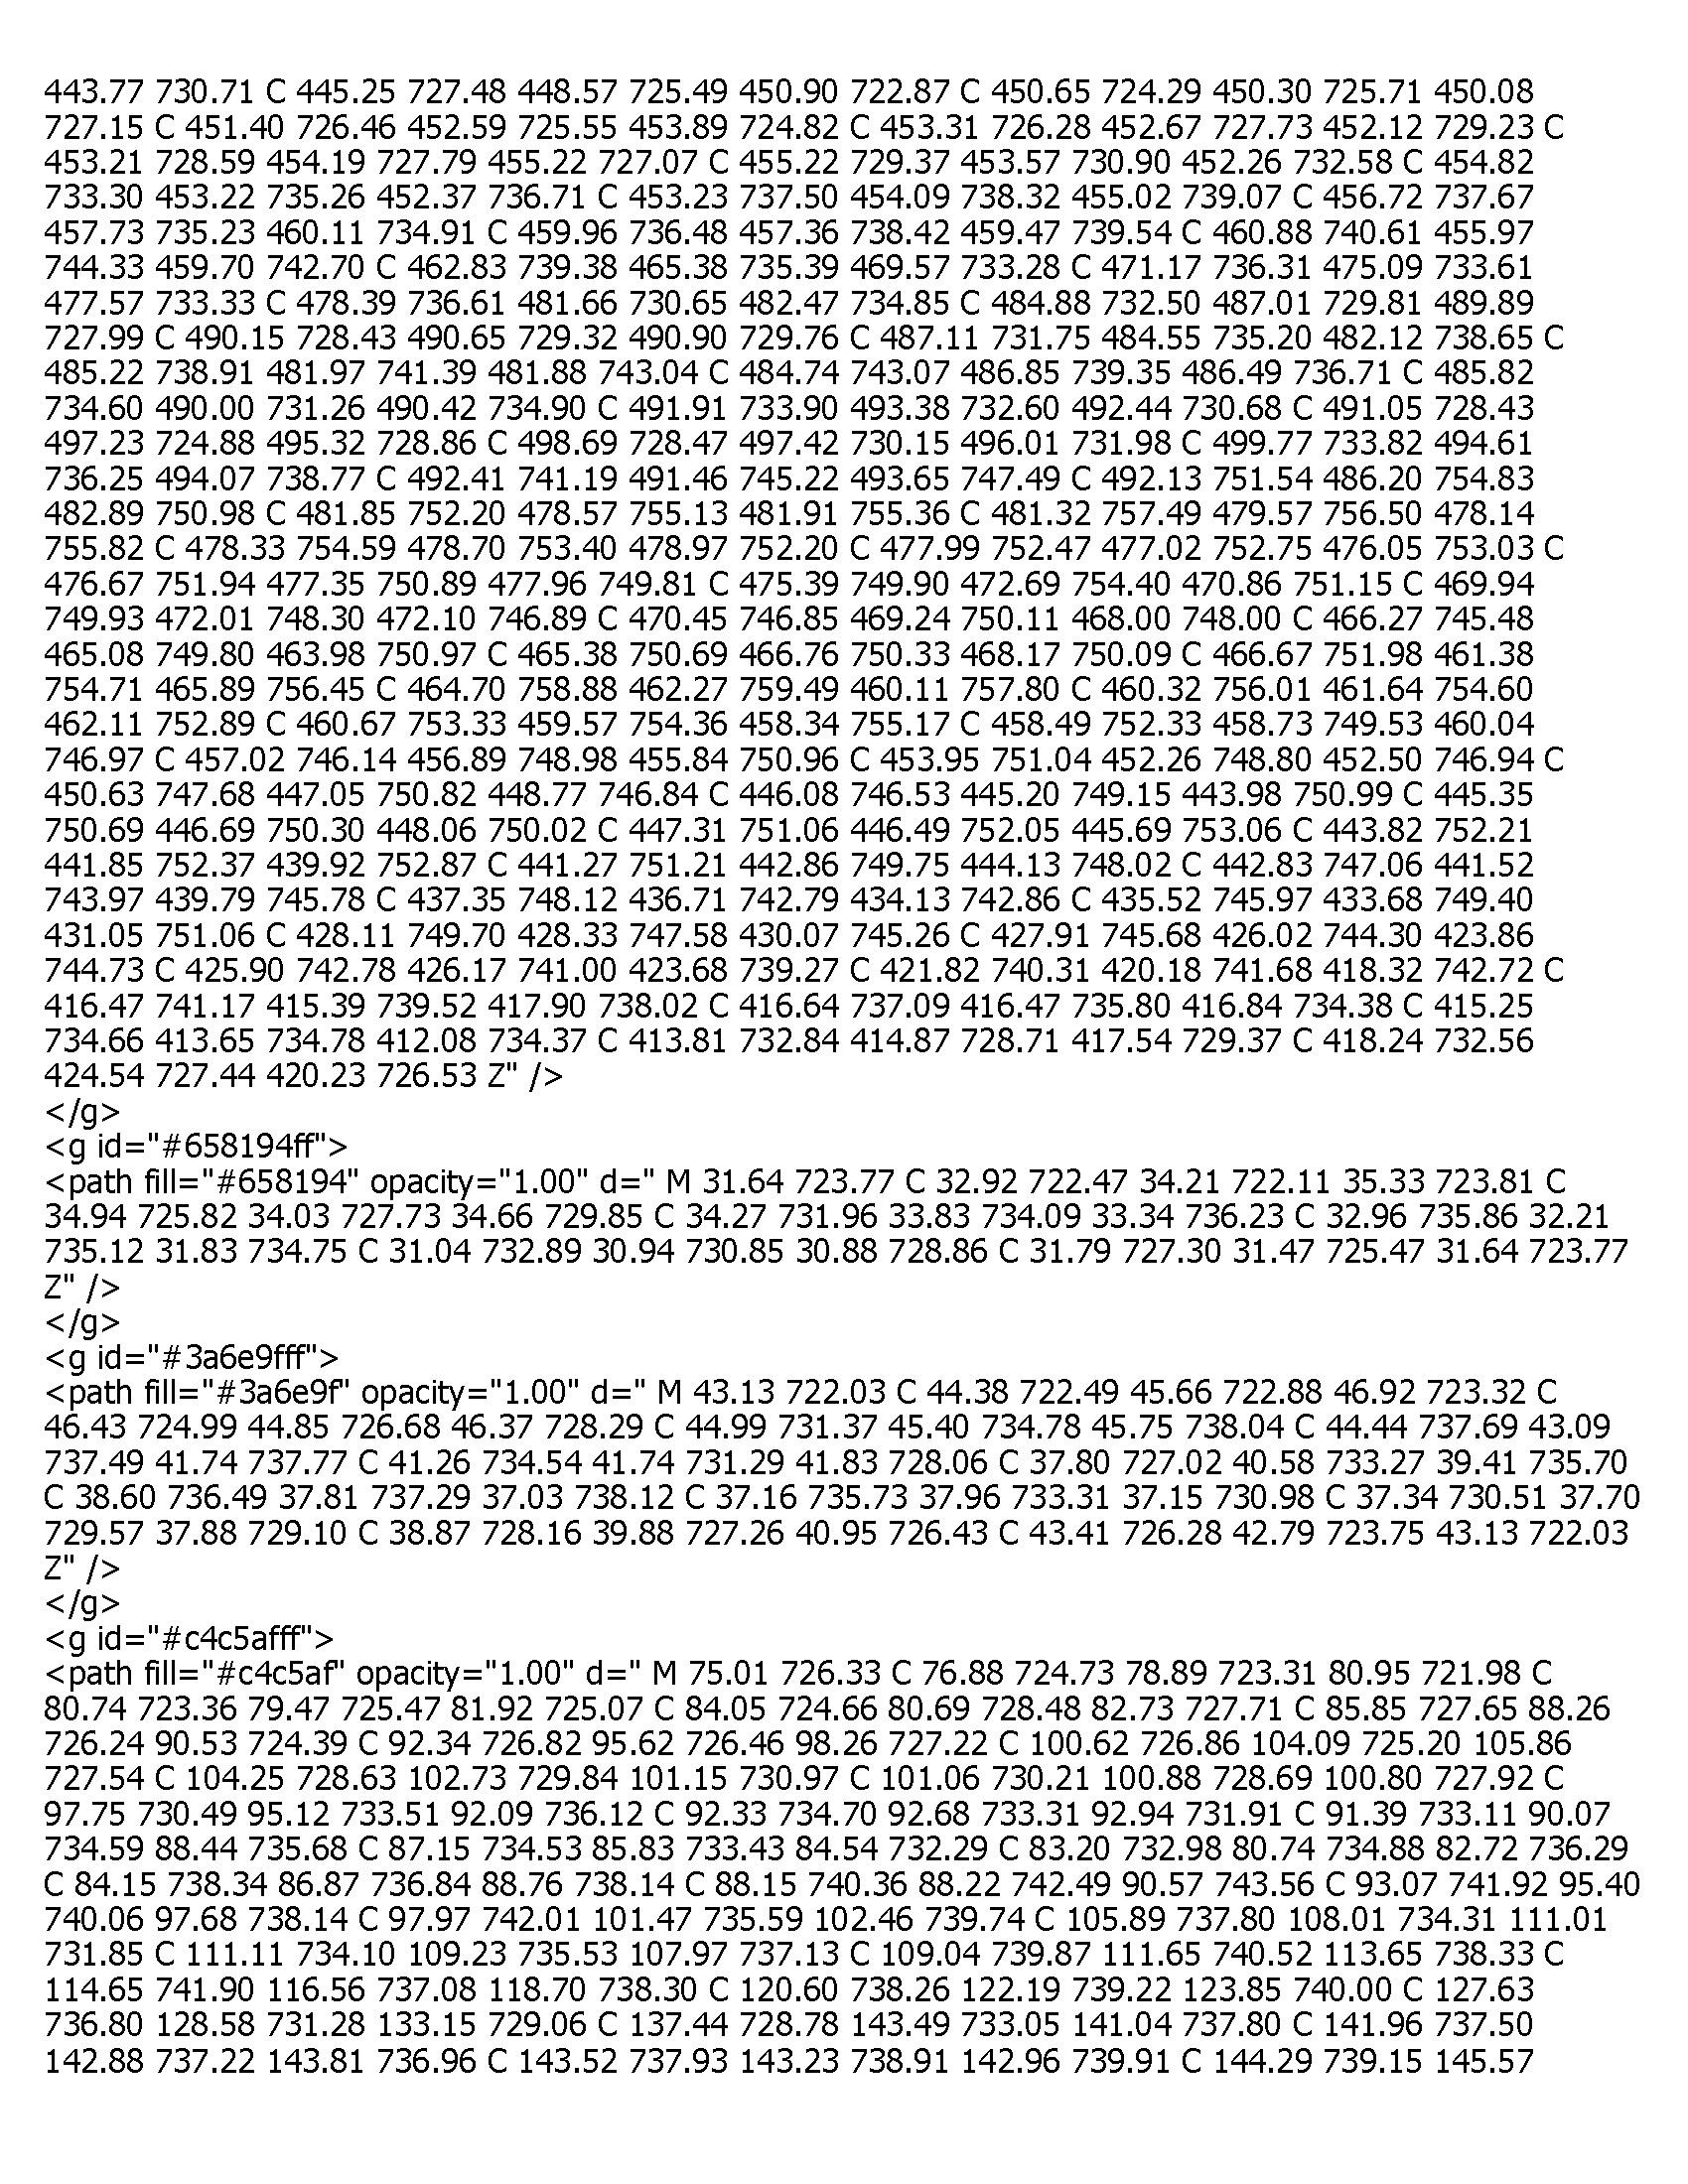 443.77 730.71 C 445.25 727.48 448.57 725.49 450.90 722.87 C 450.65 724.29 450.30 725.71 450.08
727.15 C 451.40 726.46 452.59 725.55 453.89 724.82 C 453.31 726.28 452.67 727.73 452.12 729.23 C
453.21 728.59 454.19 727.79 455.22 727.07 C 455.22 729.37 453.57 730.90 452.26 732.58 C 454.82
733.30 453.22 735.26 452.37 736.71 C 453.23 737.50 454.09 738.32 455.02 739.07 C 456.72 737.67
457.73 735.23 460.11 734.91 C 459.96 736.48 457.36 738.42 459.47 739.54 C 460.88 740.61 455.97
744.33 459.70 742.70 C 462.83 739.38 465.38 735.39 469.57 733.28 C 471.17 736.31 475.09 733.61
477.57 733.33 C 478.39 736.61 481.66 730.65 482.47 734.85 C 484.88 732.50 487.01 729.81 489.89
727.99 C 490.15 728.43 490.65 729.32 490.90 729.76 C 487.11 731.75 484.55 735.20 482.12 738.65 C
485.22 738.91 481.97 741.39 481.88 743.04 C 484.74 743.07 486.85 739.35 486.49 736.71 C 485.82
734.60 490.00 731.26 490.42 734.90 C 491.91 733.90 493.38 732.60 492.44 730.68 C 491.05 728.43
497.23 724.88 495.32 728.86 C 498.69 728.47 497.42 730.15 496.01 731.98 C 499.77 733.82 494.61
736.25 494.07 738.77 C 492.41 741.19 491.46 745.22 493.65 747.49 C 492.13 751.54 486.20 754.83
482.89 750.98 C 481.85 752.20 478.57 755.13 481.91 755.36 C 481.32 757.49 479.57 756.50 478.14
755.82 C 478.33 754.59 478.70 753.40 478.97 752.20 C 477.99 752.47 477.02 752.75 476.05 753.03 C
476.67 751.94 477.35 750.89 477.96 749.81 C 475.39 749.90 472.69 754.40 470.86 751.15 C 469.94
749.93 472.01 748.30 472.10 746.89 C 470.45 746.85 469.24 750.11 468.00 748.00 C 466.27 745.48
465.08 749.80 463.98 750.97 C 465.38 750.69 466.76 750.33 468.17 750.09 C 466.67 751.98 461.38
754.71 465.89 756.45 C 464.70 758.88 462.27 759.49 460.11 757.80 C 460.32 756.01 461.64 754.60
462.11 752.89 C 460.67 753.33 459.57 754.36 458.34 755.17 C 458.49 752.33 458.73 749.53 460.04
746.97 C 457.02 746.14 456.89 748.98 455.84 750.96 C 453.95 751.04 452.26 748.80 452.50 746.94 C
450.63 747.68 447.05 750.82 448.77 746.84 C 446.08 746.53 445.20 749.15 443.98 750.99 C 445.35
750.69 446.69 750.30 448.06 750.02 C 447.31 751.06 446.49 752.05 445.69 753.06 C 443.82 752.21
441.85 752.37 439.92 752.87 C 441.27 751.21 442.86 749.75 444.13 748.02 C 442.83 747.06 441.52
743.97 439.79 745.78 C 437.35 748.12 436.71 742.79 434.13 742.86 C 435.52 745.97 433.68 749.40
431.05 751.06 C 428.11 749.70 428.33 747.58 430.07 745.26 C 427.91 745.68 426.02 744.30 423.86
744.73 C 425.90 742.78 426.17 741.00 423.68 739.27 C 421.82 740.31 420.18 741.68 418.32 742.72 C
416.47 741.17 415.39 739.52 417.90 738.02 C 416.64 737.09 416.47 735.80 416.84 734.38 C 415.25
734.66 413.65 734.78 412.08 734.37 C 413.81 732.84 414.87 728.71 417.54 729.37 C 418.24 732.56
424.54 727.44 420.23 726.53 Z" />
</g>
<g id="#658194ff">
<path fill="#658194" opacity="1.00" d=" M 31.64 723.77 C 32.92 722.47 34.21 722.11 35.33 723.81 C
34.94 725.82 34.03 727.73 34.66 729.85 C 34.27 731.96 33.83 734.09 33.34 736.23 C 32.96 735.86 32.21
735.12 31.83 734.75 C 31.04 732.89 30.94 730.85 30.88 728.86 C 31.79 727.30 31.47 725.47 31.64 723.77
Z" />
</g>
<g id="#3a6e9fff">
<path fill="#3a6e9f" opacity="1.00" d=" M 43.13 722.03 C 44.38 722.49 45.66 722.88 46.92 723.32 C
46.43 724.99 44.85 726.68 46.37 728.29 C 44.99 731.37 45.40 734.78 45.75 738.04 C 44.44 737.69 43.09
737.49 41.74 737.77 C 41.26 734.54 41.74 731.29 41.83 728.06 C 37.80 727.02 40.58 733.27 39.41 735.70
C 38.60 736.49 37.81 737.29 37.03 738.12 C 37.16 735.73 37.96 733.31 37.15 730.98 C 37.34 730.51 37.70
729.57 37.88 729.10 C 38.87 728.16 39.88 727.26 40.95 726.43 C 43.41 726.28 42.79 723.75 43.13 722.03
Z" />
</g>
<g id="#c4c5afff">
<path fill="#c4c5af" opacity="1.00" d=" M 75.01 726.33 C 76.88 724.73 78.89 723.31 80.95 721.98 C
80.74 723.36 79.47 725.47 81.92 725.07 C 84.05 724.66 80.69 728.48 82.73 727.71 C 85.85 727.65 88.26
726.24 90.53 724.39 C 92.34 726.82 95.62 726.46 98.26 727.22 C 100.62 726.86 104.09 725.20 105.86
727.54 C 104.25 728.63 102.73 729.84 101.15 730.97 C 101.06 730.21 100.88 728.69 100.80 727.92 C
97.75 730.49 95.12 733.51 92.09 736.12 C 92.33 734.70 92.68 733.31 92.94 731.91 C 91.39 733.11 90.07
734.59 88.44 735.68 C 87.15 734.53 85.83 733.43 84.54 732.29 C 83.20 732.98 80.74 734.88 82.72 736.29
C 84.15 738.34 86.87 736.84 88.76 738.14 C 88.15 740.36 88.22 742.49 90.57 743.56 C 93.07 741.92 95.40
740.06 97.68 738.14 C 97.97 742.01 101.47 735.59 102.46 739.74 C 105.89 737.80 108.01 734.31 111.01
731.85 C 111.11 734.10 109.23 735.53 107.97 737.13 C 109.04 739.87 111.65 740.52 113.65 738.33 C
114.65 741.90 116.56 737.08 118.70 738.30 C 120.60 738.26 122.19 739.22 123.85 740.00 C 127.63
736.80 128.58 731.28 133.15 729.06 C 137.44 728.78 143.49 733.05 141.04 737.80 C 141.96 737.50
142.88 737.22 143.81 736.96 C 143.52 737.93 143.23 738.91 142.96 739.91 C 144.29 739.15 145.57